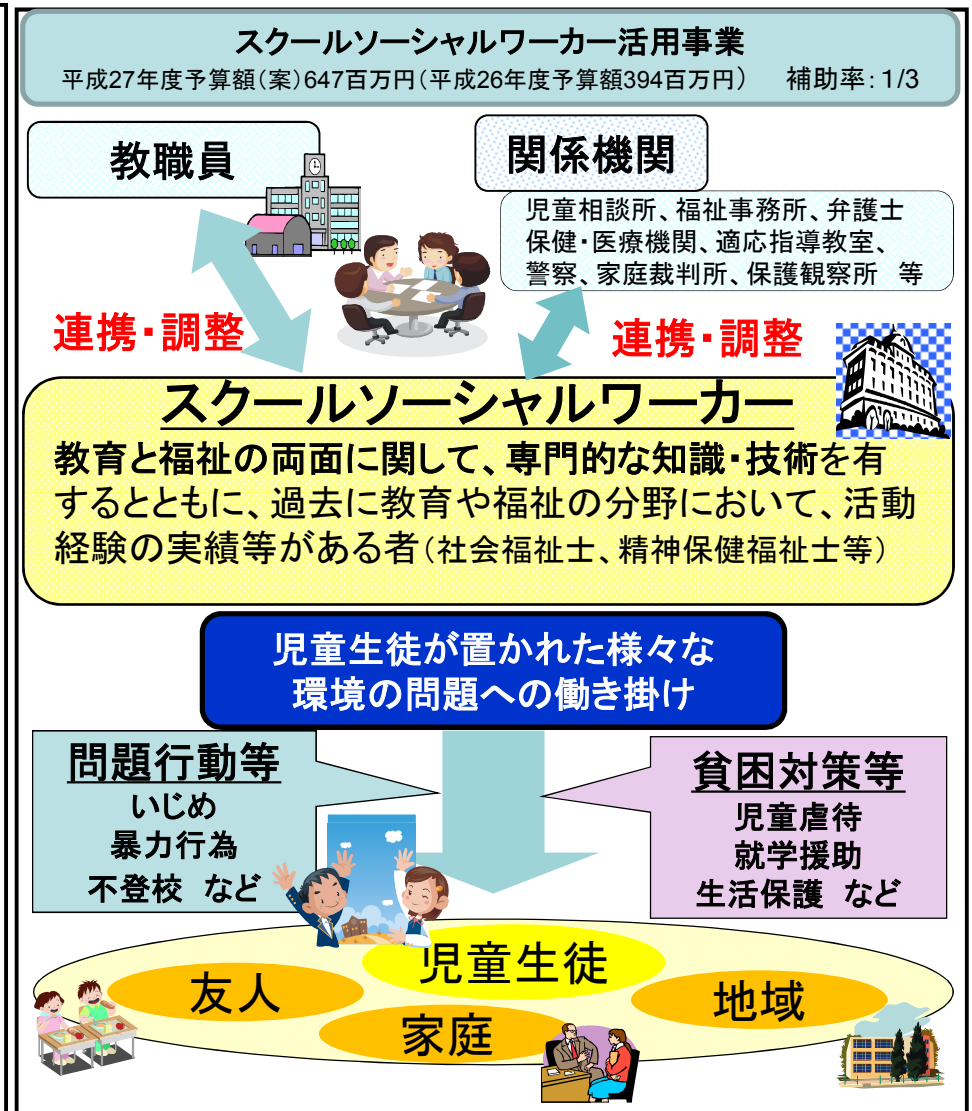 スクールソーシャルワーカー活用事業
平成27年度予算額(案)647百万円(平成26年度予算額394百万円) 補助率:1/3
教職員
関係機関
児童相談所、福祉事務所、弁護士
保健・医療機関、適応指導教室、
警察、家庭裁判所、保護観察所 等
連携・調整
連携・調整
スクールソーシャルワーカー
教育と福祉の両面に関して、専門的な知識・技術を有
するとともに、過去に教育や福祉の分野において、活動
経験の実績等がある者(社会福祉士、精神保健福祉士等)
児童生徒が置かれた様々な
環境の問題への働き掛け
問題行動等
いじめ
暴力行為
不登校 など
貧困対策等
児童虐待
就学援助
生活保護 など
児童生徒
友人
地域
家庭